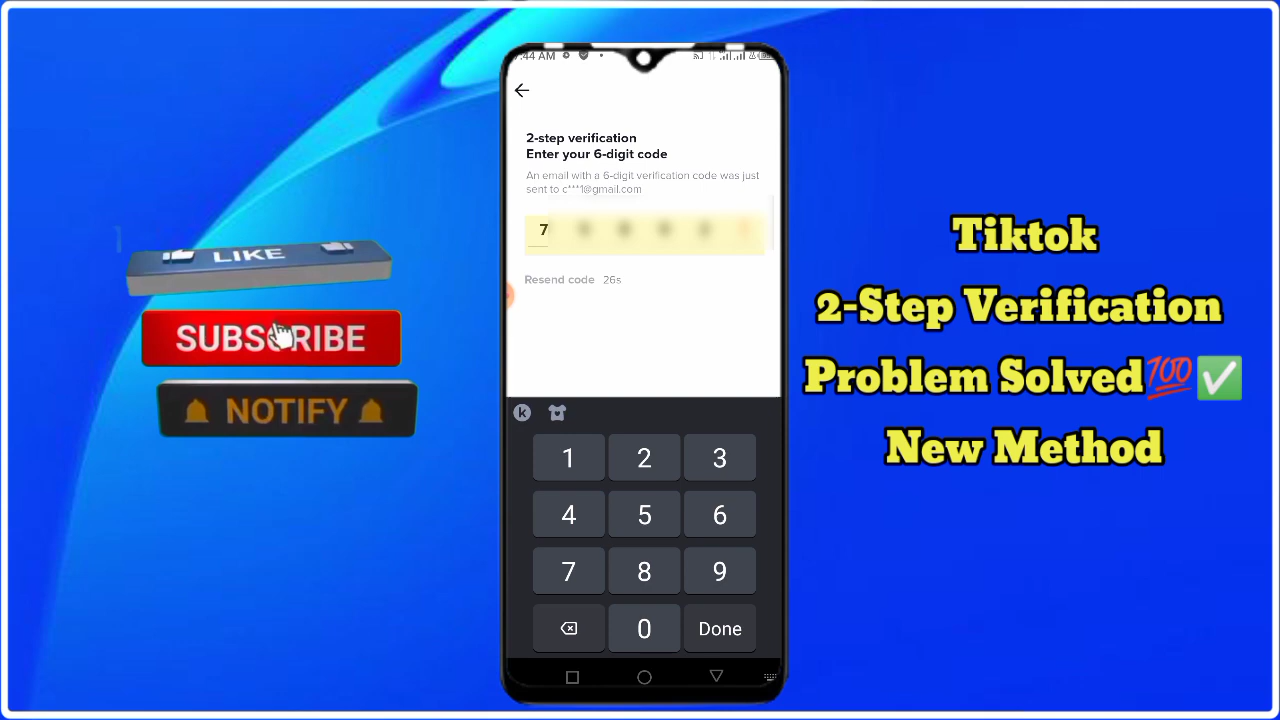 LIKE
SUBSCRIBE
NOTIFY
:44 AM
2-step verification
Enter your 6-digit code
An email with a 6-digit verification code was just
sent to c***1@gmail.com
7
Resend code 26s
k
1 2 3
4 5 6
7 8 9
0 Done
Tiktok
2-Step Verification
Problem Solved💯✅
New Method